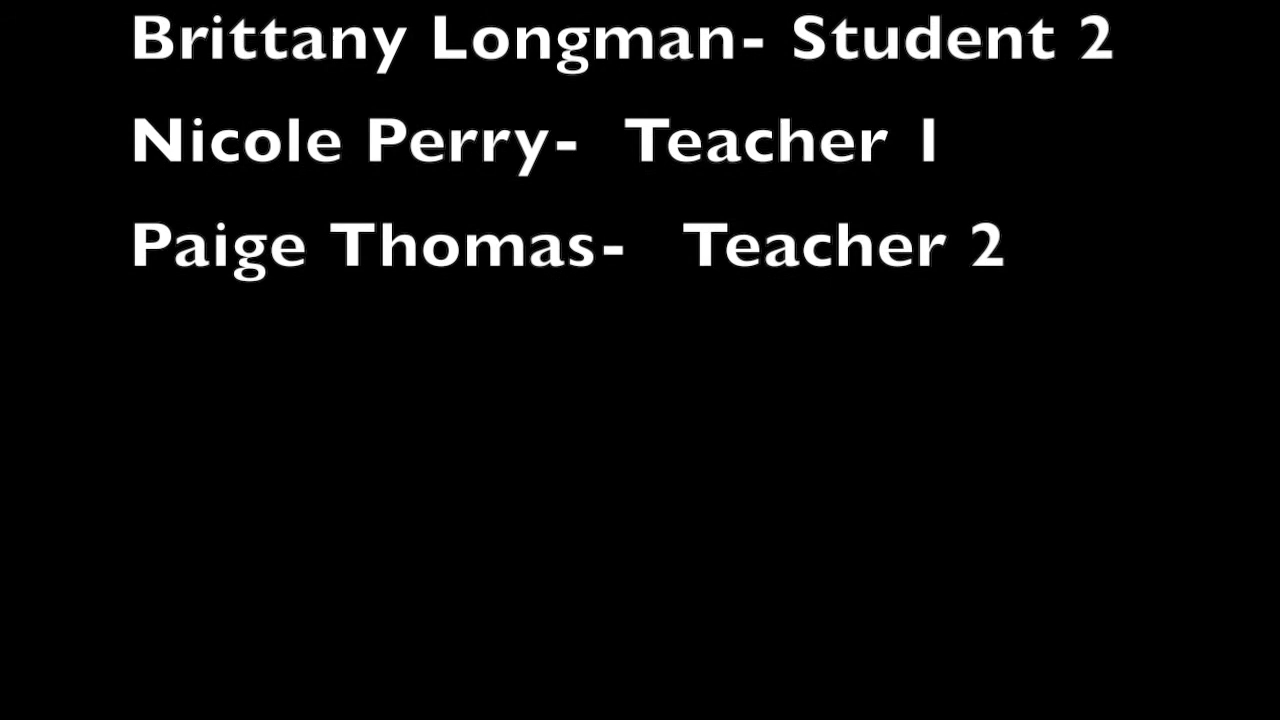 Brittany Longman- Student 2
Nicole Perry- Teacher 1
Paige Thomas- Teacher 2